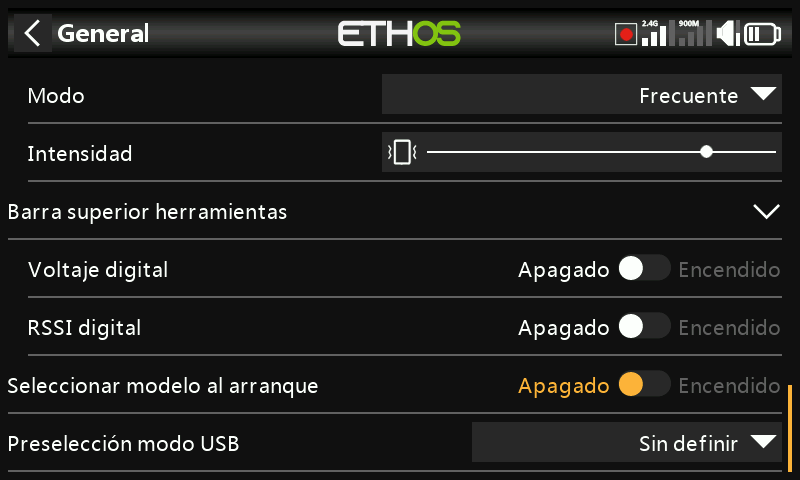 General
ETHOS
2.4G
900M
Modo
Frecuente
Intensidad
Barra superior herramientas
Voltaje digital
Apagado
Encendido
RSSI digital
Apagado
Encendido
Seleccionar modelo al arranque
Apagado
Encendido
Preselección modo USB
Sin definir